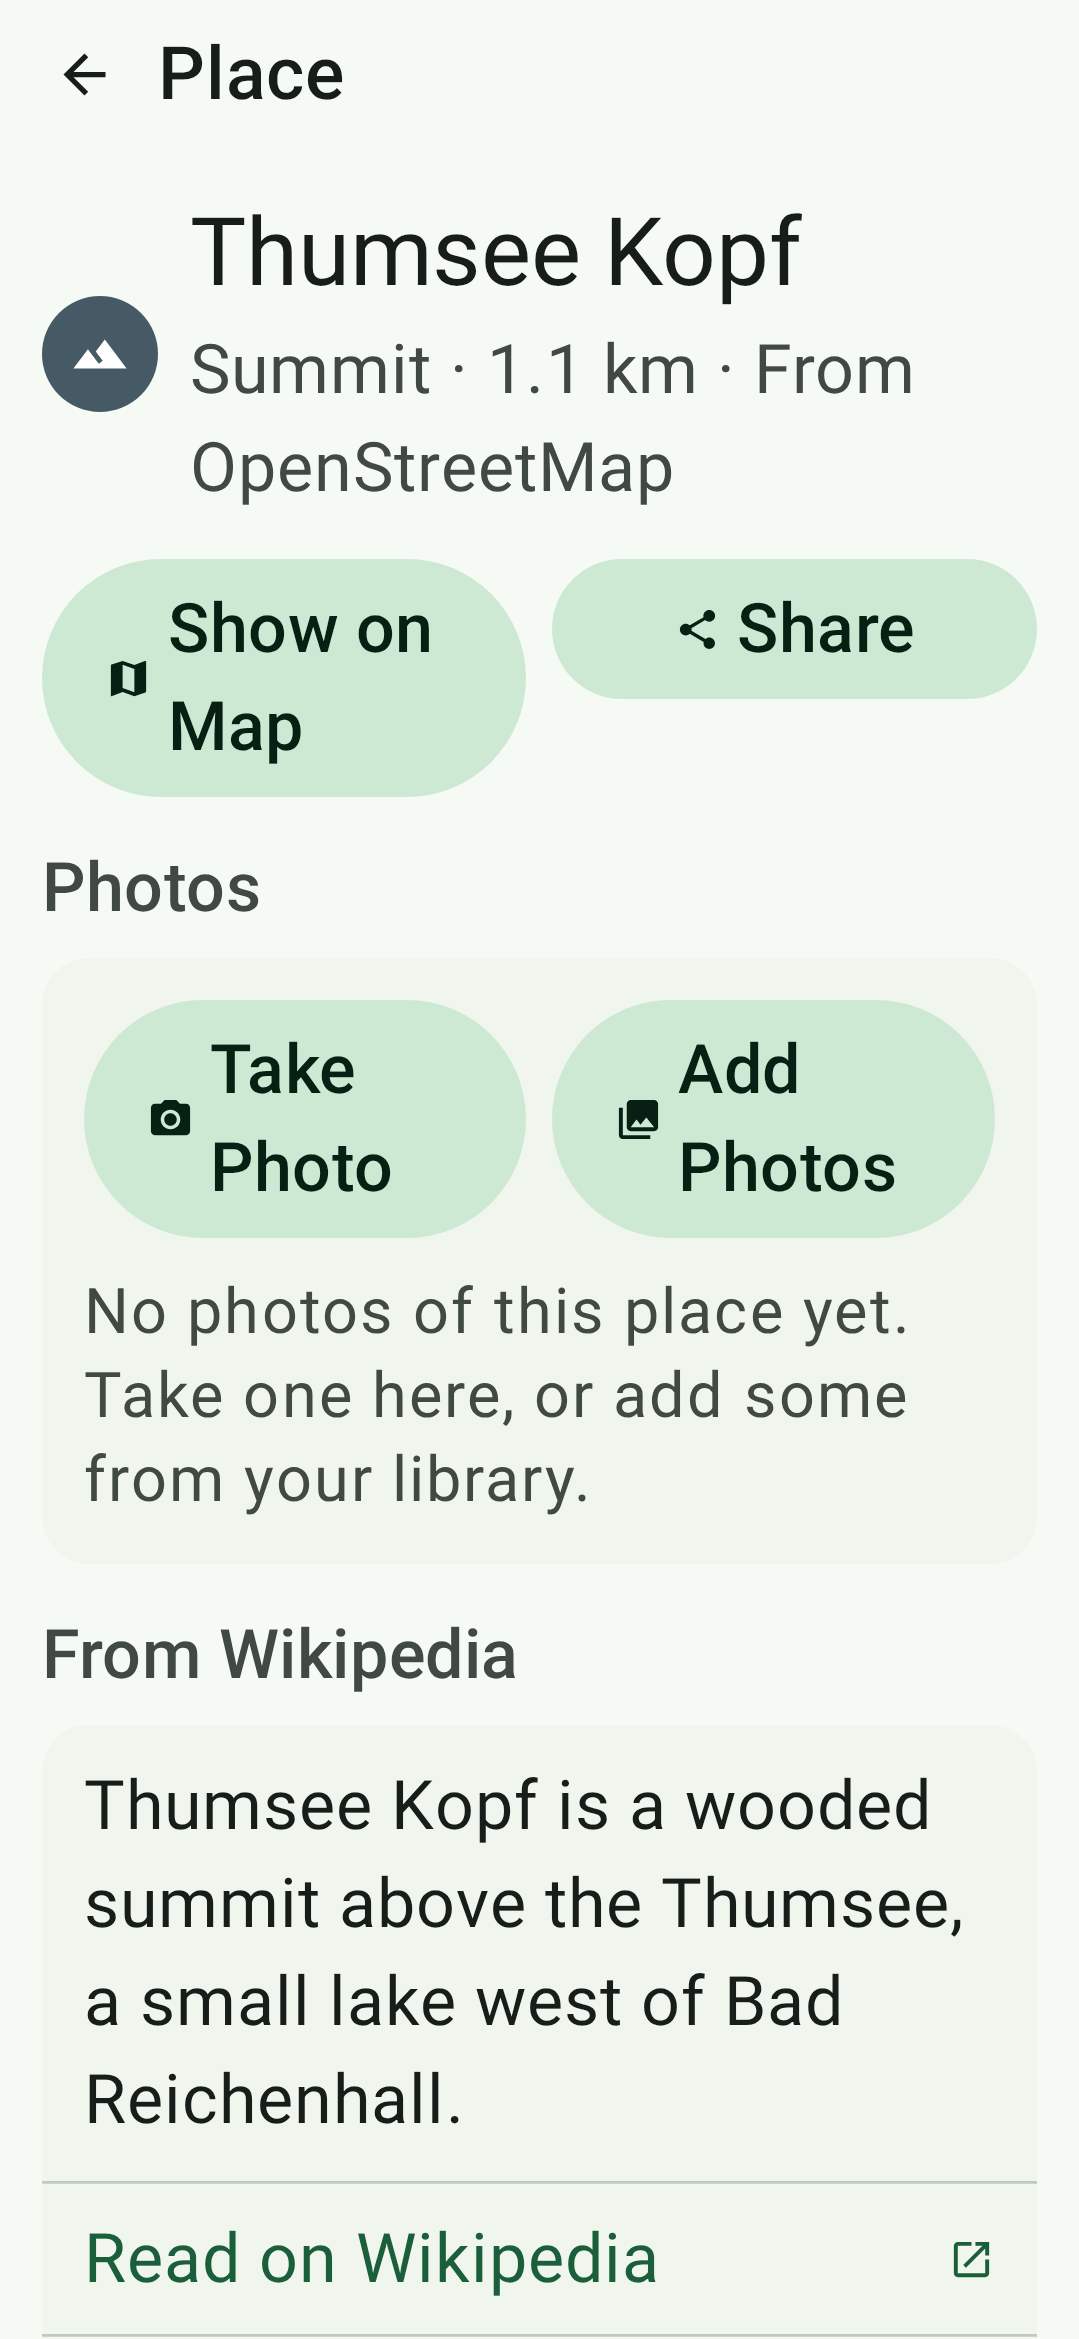 Place
Thumsee Kopf
Summit · 1.1 km · From
OpenStreetMap
Show on
Map
Share
Photos
Take
Photo
Add
Photos
No photos of this place yet.
Take one here, or add some
from your library.
From Wikipedia
Thumsee Kopf is a wooded
summit above the Thumsee,
a small lake west of Bad
Reichenhall.
Read on Wikipedia